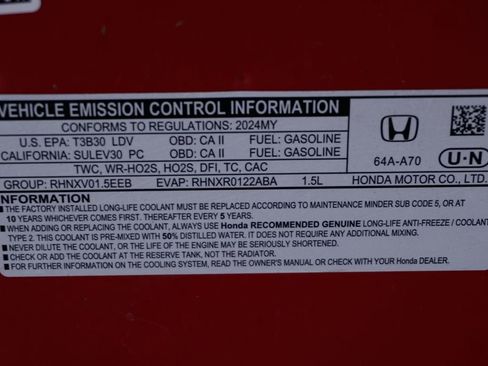 VEHICLE EMISSION CONTROL INFORMATION
CONFORMS TO REGULATIONS: 2024MY
U.S. EPA: T3B30 LDV OBD: CA II FUEL: GASOLINE
CALIFORNIA: SULEV30 PC OBD: CA II FUEL: GASOLINE
TWC, WR-HO2S, HO2S, DFI, TC, CAC
GROUP: RHNXV01.5EEB EVAP: RHNXR0122ABA 1.5L
HONDA
64A-A70 U-N
HONDA MOTOR CO., LTD.
INFORMATION
■ THE FACTORY INSTALLED LONG-LIFE COOLANT MUST BE REPLACED ACCORDING TO MAINTENANCE MINDER SUB CODE 5, OR AT
10 YEARS WHICHEVER COMES FIRST. THEREAFTER EVERY 5 YEARS.
■ WHEN ADDING OR REPLACING THE COOLANT, ALWAYS USE Honda RECOMMENDED GENUINE LONG-LIFE ANTI-FREEZE / COOLANT
TYPE 2. THIS COOLANT IS PRE-MIXED WITH 50% DISTILLED WATER. IT DOES NOT REQUIRE ANY ADDITIONAL MIXING.
■ NEVER DILUTE THE COOLANT, OR THE LIFE OF THE ENGINE MAY BE SERIOUSLY SHORTENED.
■ CHECK OR ADD COOLANT AT THE RESERVE TANK, NOT THE RADIATOR.
■ FOR FURTHER INFORMATION ON THE COOLING SYSTEM, READ THE OWNER'S MANUAL OR CHECK WITH YOUR Honda DEALER.